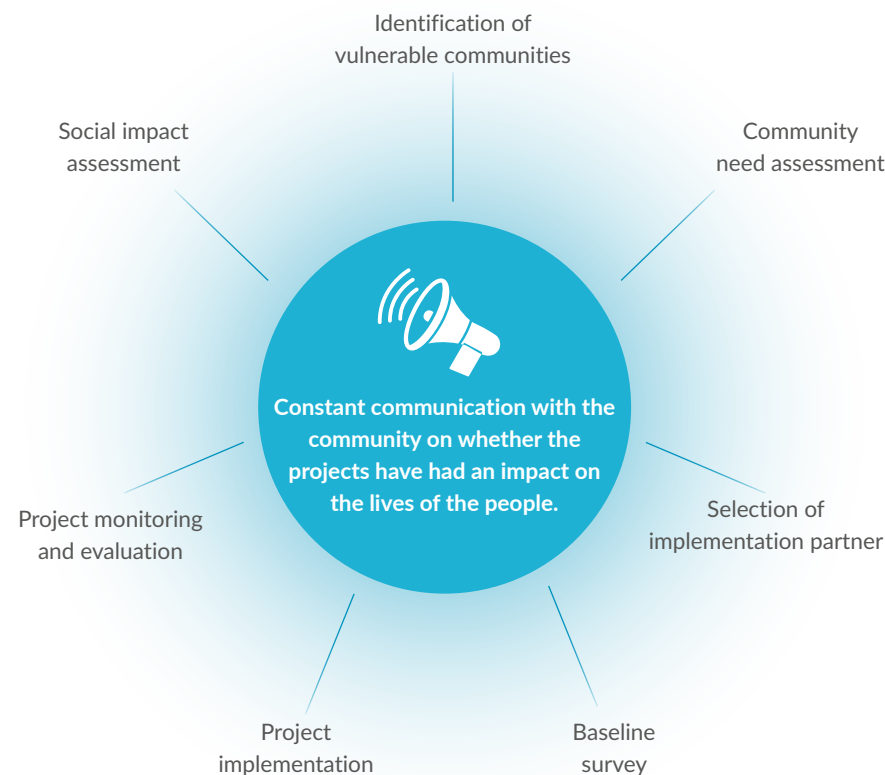 Identification of
vulnerable communities
Social impact
assessment
Community
need assessment
Constant communication with the
community on whether the
projects have had an impact on
the lives of the people.
Selection of
implementation partner
Project monitoring
and evaluation
Project
implementation
Baseline
survey